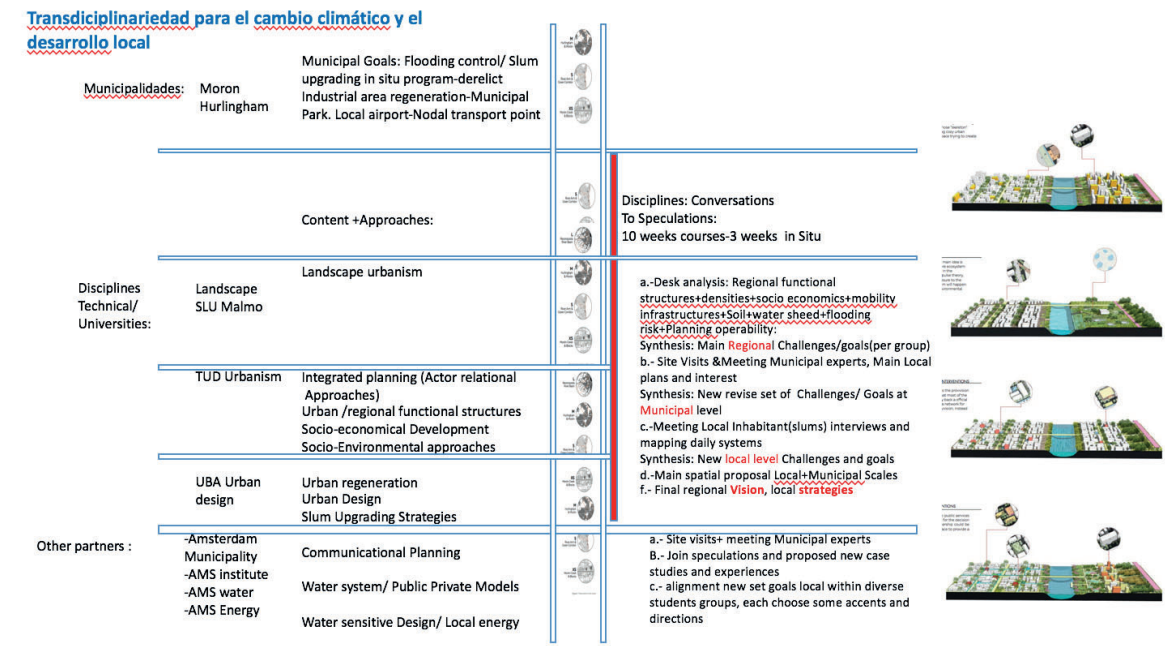 Transdiciplinariedad para el cambio climático y el
desarrollo local
Municipalidades:
Moron
Hurlingham
Municipal Goals: Flooding control/ Slum
upgrading in situ program-derelict
Industrial area regeneration-Municipal
Park. Local airport-Nodal transport point
Content +Approaches:
Disciplines: Conversations
To Speculations:
10 weeks courses-3 weeks in Situ
Disciplines
Technical/
Universities:
Landscape
SLU Malmo
Landscape urbanism
TUD Urbanism
Integrated planning (Actor relational
Approaches)
Urban /regional functional structures
Socio-economical Development
Socio-Environmental approaches
UBA Urban
design
Urban regeneration
Urban Design
Slum Upgrading Strategies
a.-Desk analysis: Regional functional
structures+densities+socio economics+mobility
infrastructures+Soil+water sheed+flooding
risk+Planning operability:
Synthesis: Main Regional Challenges/goals(per group)
b.- Site Visits &Meeting Municipal experts, Main Local
plans and interest
Synthesis: New revise set of Challenges/ Goals at
Municipal level
c.-Meeting Local Inhabitant(slums) interviews and
mapping daily systems
Synthesis: New local level Challenges and goals
d.-Main spatial proposal Local+Municipal Scales
f.- Final regional Vision, local strategies
Other partners :
-Amsterdam
Municipality
-AMS institute
-AMS water
-AMS Energy
Communicational Planning
Water system/ Public Private Models
Water sensitive Design/ Local energy
a.- Site visits+ meeting Municipal experts
B.- Join speculations and proposed new case
studies and experiences
c.- alignment new set goals local within diverse
students groups, each choose some accents and
directions